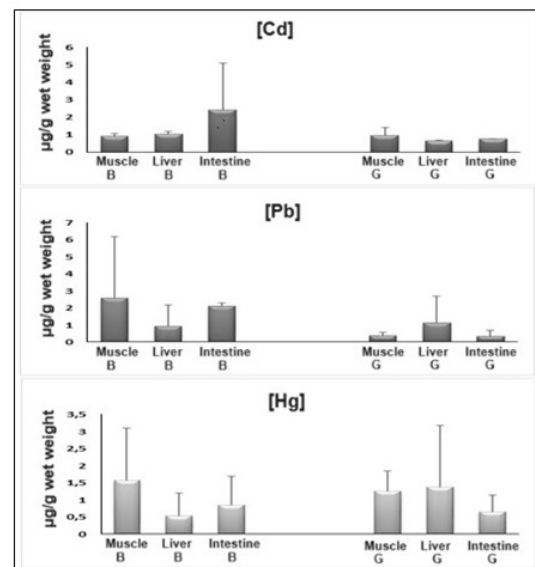 [Cd]
µg/g wet weight
6
5
4
3
2
1
0
Muscle Liver Intestine Muscle Liver Intestine
B B B G G G
[Pb]
µg/g wet weight
7
6
5
4
3
2
1
0
Muscle Liver Intestine Muscle Liver Intestine
B B B G G G
[Hg]
µg/g wet weight
3,5
3
2,5
2
1,5
1
0,5
0
Muscle Liver Intestine Muscle Liver Intestine
B B B G G G